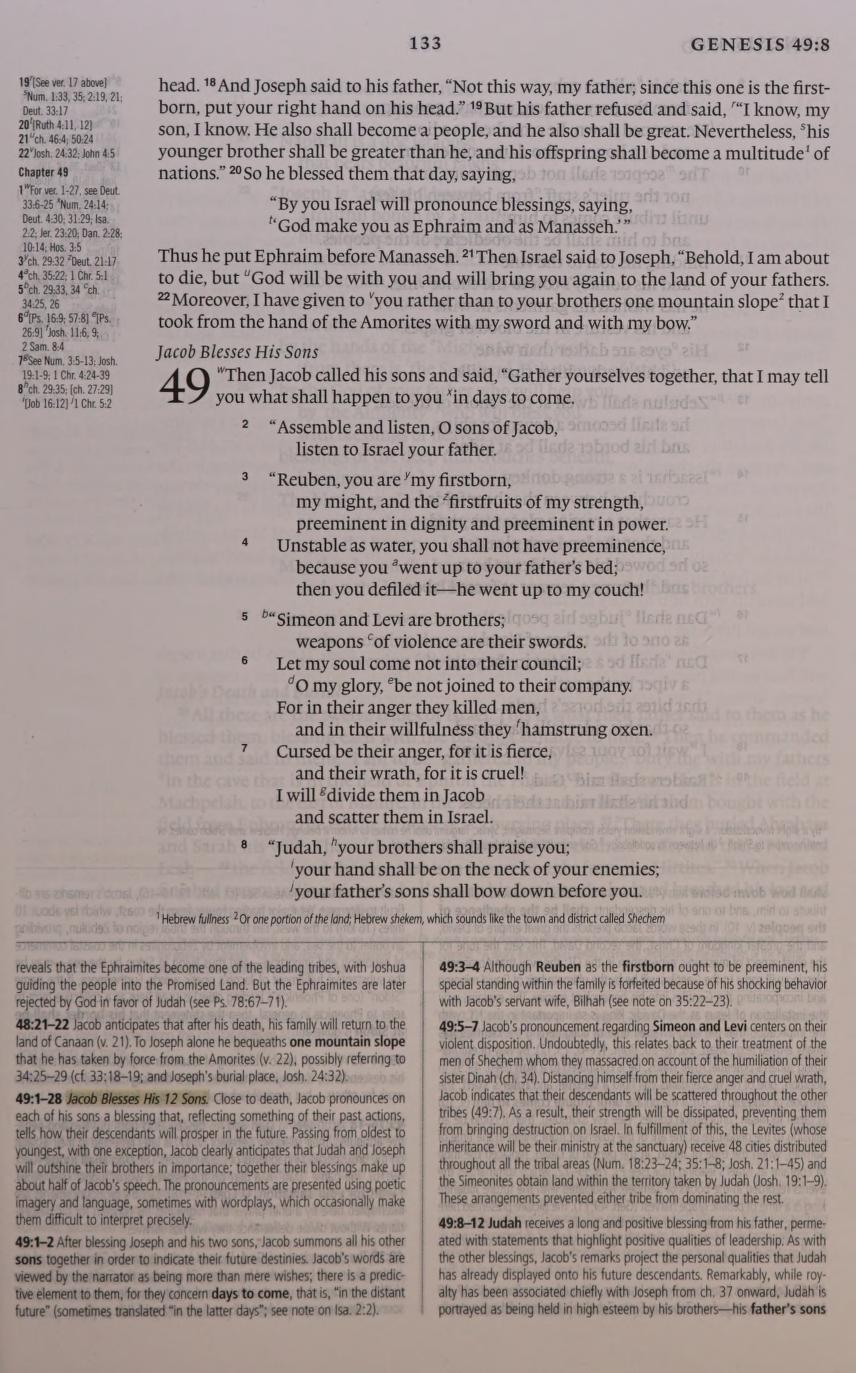 133
GENESIS 49:8
19 r[See ver. 17 above]
s Num. 1:33, 35; 2:19, 21;
Deut. 33:17
20 t[Ruth 4:11, 12]
21 u ch. 46:4; 50:24
22 v Josh. 24:32; John 4:5
Chapter 49
1 w For ver. 1-27, see Deut.
33:6-25 x Num. 24:14;
Deut. 4:30; 31:29; Isa.
2:2; Jer. 23:20; Dan. 2:28;
10:14; Hos. 3:5
3 y ch. 29:32 z Deut. 21:17
4 a ch. 35:22; 1 Chr. 5:1
5 b ch. 29:33, 34 c ch.
34:25, 26
6 d[Ps. 16:9; 57:8] e[Ps.
26:9] f Josh. 11:6, 9;
2 Sam. 8:4
7 g See Num. 3:5-13; Josh.
19:1-9; 1 Chr. 4:24-39
8 h ch. 29:35; [ch. 27:29]
i[Job 16:12] j 1 Chr. 5:2
head. 18 And Joseph said to his father, “Not this way, my father; since this one is the first-
born, put your right hand on his head.” 19 But his father refused and said, r“I know, my
son, I know. He also shall become a people, and he also shall be great. Nevertheless, s his
younger brother shall be greater than he, and his offspring shall become a multitude1 of
nations.” 20 So he blessed them that day, saying,
“By you Israel will pronounce blessings, saying,
t‘God make you as Ephraim and as Manasseh.’”
Thus he put Ephraim before Manasseh. 21 Then Israel said to Joseph, “Behold, I am about
to die, but u God will be with you and will bring you again to the land of your fathers.
22 Moreover, I have given to v you rather than to your brothers one mountain slope2 that I
took from the hand of the Amorites with my sword and with my bow.”
Jacob Blesses His Sons
49 w Then Jacob called his sons and said, “Gather yourselves together, that I may tell
you what shall happen to you x in days to come.
2 “Assemble and listen, O sons of Jacob,
listen to Israel your father.
3 “Reuben, you are y my firstborn,
my might, and the z firstfruits of my strength,
preeminent in dignity and preeminent in power.
4 Unstable as water, you shall not have preeminence,
because you a went up to your father’s bed;
then you defiled it—he went up to my couch!
5 b“Simeon and Levi are brothers;
weapons c of violence are their swords.
6 Let my soul come not into their council;
d O my glory, e be not joined to their company.
For in their anger they killed men,
and in their willfulness they f hamstrung oxen.
7 Cursed be their anger, for it is fierce,
and their wrath, for it is cruel!
I will g divide them in Jacob
and scatter them in Israel.
8 “Judah, h your brothers shall praise you;
i your hand shall be on the neck of your enemies;
j your father’s sons shall bow down before you.
1 Hebrew fullness 2 Or one portion of the land; Hebrew shekem, which sounds like the town and district called Shechem
reveals that the Ephraimites become one of the leading tribes, with Joshua
guiding the people into the Promised Land. But the Ephraimites are later
rejected by God in favor of Judah (see Ps. 78:67–71).
48:21–22 Jacob anticipates that after his death, his family will return to the
land of Canaan (v. 21). To Joseph alone he bequeaths one mountain slope
that he has taken by force from the Amorites (v. 22), possibly referring to
34:25–29 (cf. 33:18–19; and Joseph’s burial place, Josh. 24:32).
49:1–28 Jacob Blesses His 12 Sons. Close to death, Jacob pronounces on
each of his sons a blessing that, reflecting something of their past actions,
tells how their descendants will prosper in the future. Passing from oldest to
youngest, with one exception, Jacob clearly anticipates that Judah and Joseph
will outshine their brothers in importance; together their blessings make up
about half of Jacob’s speech. The pronouncements are presented using poetic
imagery and language, sometimes with wordplays, which occasionally make
them difficult to interpret precisely.
49:1–2 After blessing Joseph and his two sons, Jacob summons all his other
sons together in order to indicate their future destinies. Jacob’s words are
viewed by the narrator as being more than mere wishes; there is a predic-
tive element to them, for they concern days to come, that is, “in the distant
future” (sometimes translated “in the latter days”; see note on Isa. 2:2).
49:3–4 Although Reuben as the firstborn ought to be preeminent, his
special standing within the family is forfeited because of his shocking behavior
with Jacob’s servant wife, Bilhah (see note on 35:22–23).
49:5–7 Jacob’s pronouncement regarding Simeon and Levi centers on their
violent disposition. Undoubtedly, this relates back to their treatment of the
men of Shechem whom they massacred on account of the humiliation of their
sister Dinah (ch. 34). Distancing himself from their fierce anger and cruel wrath,
Jacob indicates that their descendants will be scattered throughout the other
tribes (49:7). As a result, their strength will be dissipated, preventing them
from bringing destruction on Israel. In fulfillment of this, the Levites (whose
inheritance will be their ministry at the sanctuary) receive 48 cities distributed
throughout all the tribal areas (Num. 18:23–24; 35:1–8; Josh. 21:1–45) and
the Simeonites obtain land within the territory taken by Judah (Josh. 19:1–9).
These arrangements prevented either tribe from dominating the rest.
49:8–12 Judah receives a long and positive blessing from his father, perme-
ated with statements that highlight positive qualities of leadership. As with
the other blessings, Jacob’s remarks project the personal qualities that Judah
has already displayed onto his future descendants. Remarkably, while roy-
alty has been associated chiefly with Joseph from ch. 37 onward, Judah is
portrayed as being held in high esteem by his brothers—his father’s sons